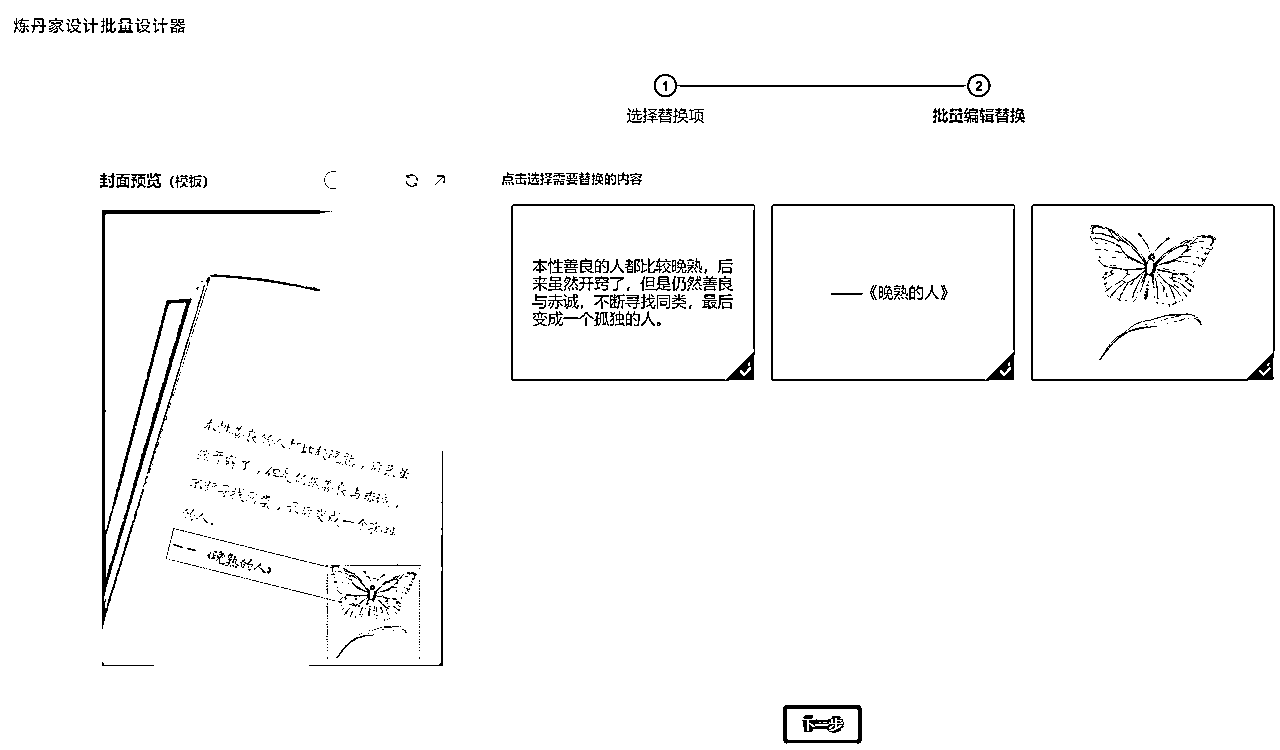 炼丹家设计批量设计器
1
2
选择替换项
批量编辑替换
封面预览（模板）
点击选择需要替换的内容
本性善良的人都比较晚熟，后
来虽然开窍了，但是仍然善良
与赤诚，不断寻找同类，最后
变成一个孤独的人。
——《晚熟的人》
本性善良的人都比较晚熟，后来虽
然开窍了，但是仍然善良与赤诚，
不断寻找同类，最后变成一个孤独
的人。
——《晚熟的人》
下一步